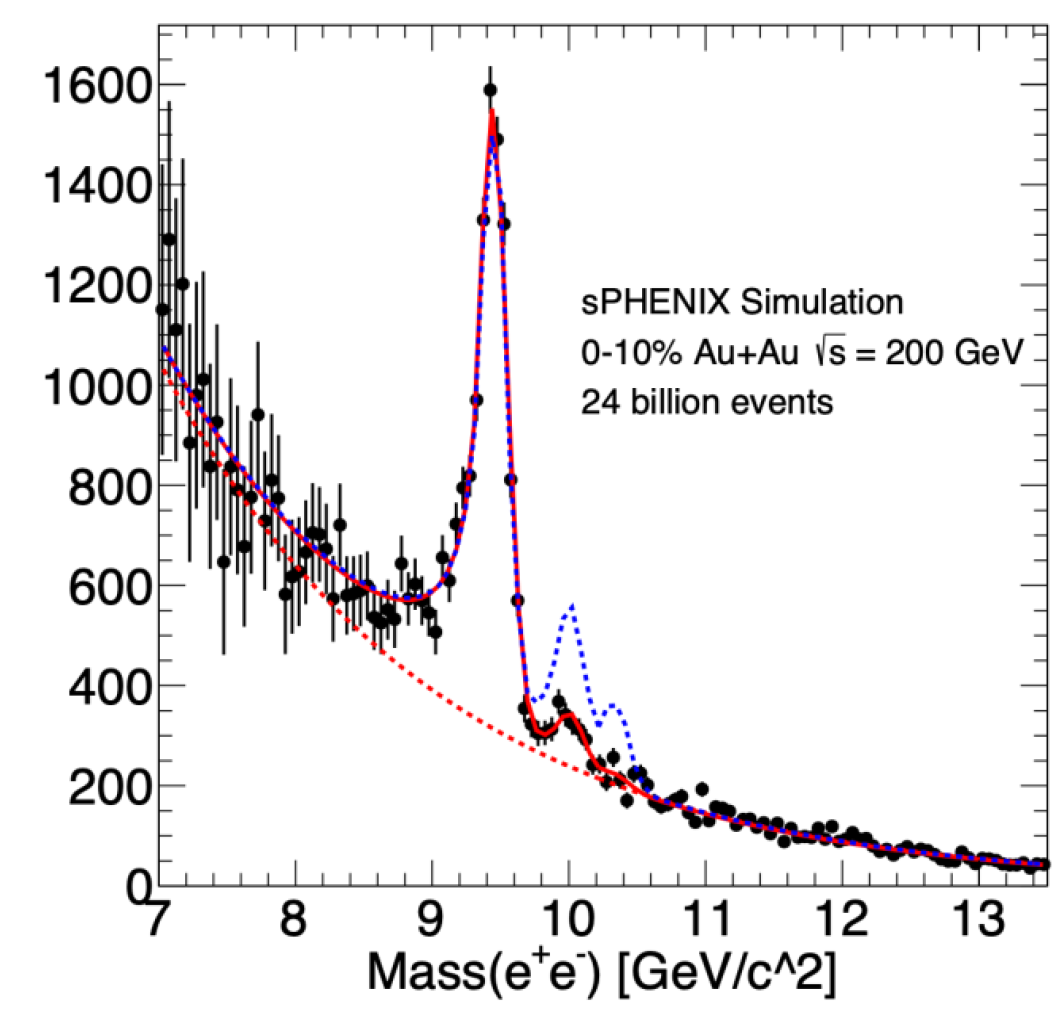 1600
1400
1200
1000
800
600
400
200
0
7 8 9 10 11 12 13
sPHENIX Simulation
0-10% Au+Au √s = 200 GeV
24 billion events
Mass(e⁺e⁻) [GeV/c^2]